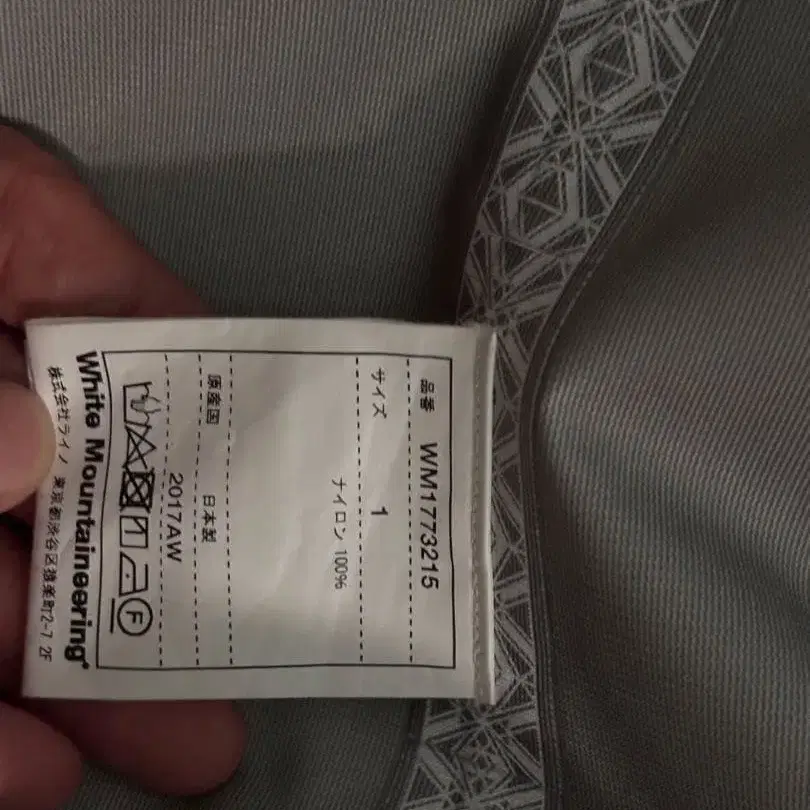 品番 WM1773215
サイズ 1
ナイロン 100%
原産国 日本製
2017AW
F
White Mountaineering®
株式会社ライノ 東京都渋谷区猿楽町2-7 2F